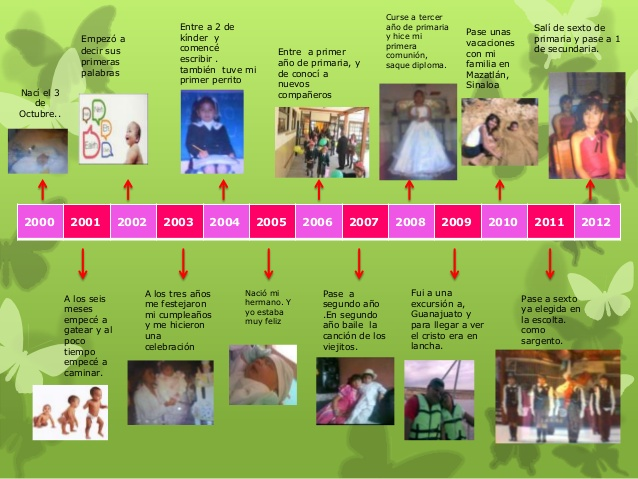 Nací el 3
de
Octubre..
Empezó a
decir sus
primeras
palabras
Entre a 2 de
kínder y
comencé
escribir .
también tuve mi
primer perrito
Entre a primer
año de primaria, y
de conocí a
nuevos
compañeros
Curse a tercer
año de primaria
y hice mi
primera
comunión,
saque diploma.
Pase unas
vacaciones
con mi
familia en
Mazatlán,
Sinaloa
Salí de sexto de
primaria y pase a 1
de secundaria.
2000 2001 2002 2003 2004 2005 2006 2007 2008 2009 2010 2011 2012
A los seis
meses
empecé a
gatear y al
poco
tiempo
empecé a
caminar.
A los tres años
me festejaron
mi cumpleaños
y me hicieron
una
celebración
Nació mi
hermano. Y
yo estaba
muy feliz
Pase a
segundo año
.En segundo
año baile la
canción de los
viejitos.
Fui a una
excursión a,
Guanajuato y
para llegar a ver
el cristo era en
lancha.
Pase a sexto
ya elegida en
la escolta.
como
sargento.